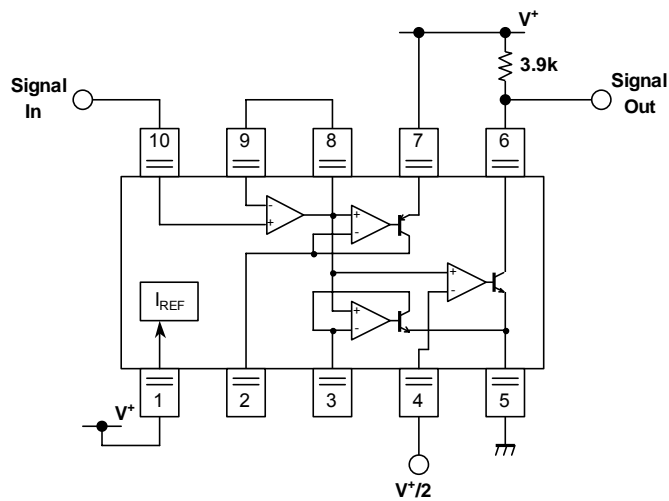 V+
3.9k
Signal
In
Signal
Out
10
9
8
7
6
-
+
+
-
+
-
+
-
IREF
V+
1
2
3
4
5
V+/2